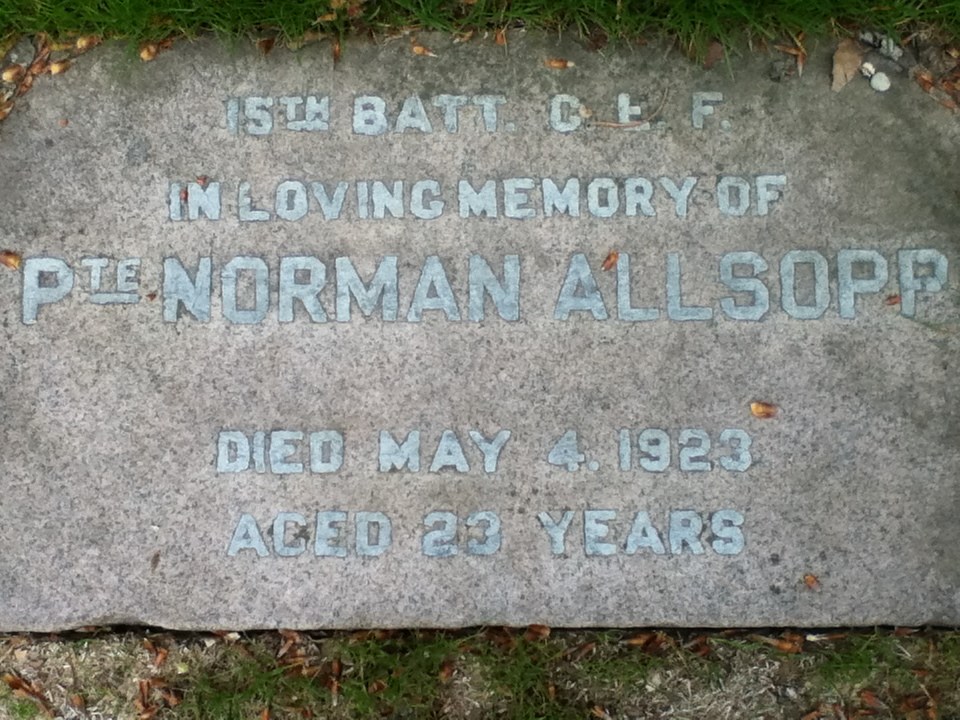 15TH BATT. C. E. F.
IN LOVING MEMORY OF
PTE NORMAN ALLSOPP
DIED MAY 4. 1923
AGED 23 YEARS